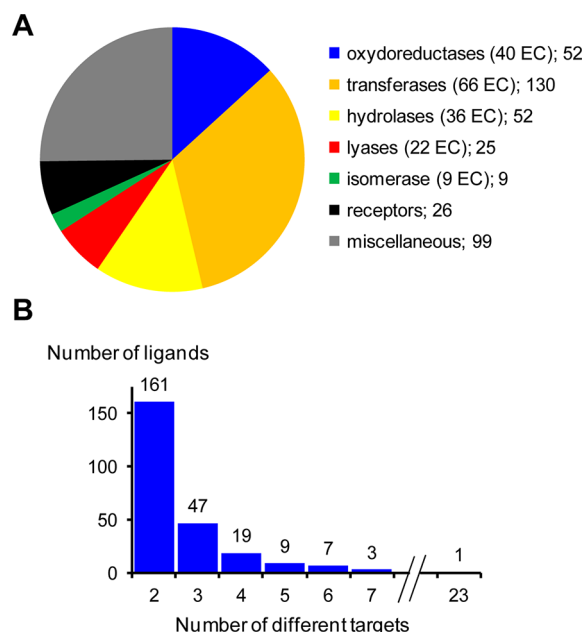 A
oxydoreductases (40 EC); 52
transferases (66 EC); 130
hydrolases (36 EC); 52
lyases (22 EC); 25
isomerase (9 EC); 9
receptors; 26
miscellaneous; 99
B
Number of ligands
161
150
100
47
50
19
9
7
3
1
0
2 3 4 5 6 7 23
Number of different targets